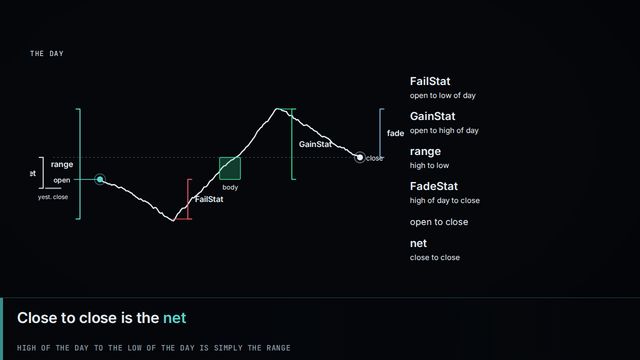 THE DAY
FailStat
open to low of day
GainStat
open to high of day
range
high to low
FadeStat
high of day to close
open to close
net
close to close
GainStat
fade
close
range
open
yest. close
body
FailStat
Close to close is the net
HIGH OF THE DAY TO THE LOW OF THE DAY IS SIMPLY THE RANGE